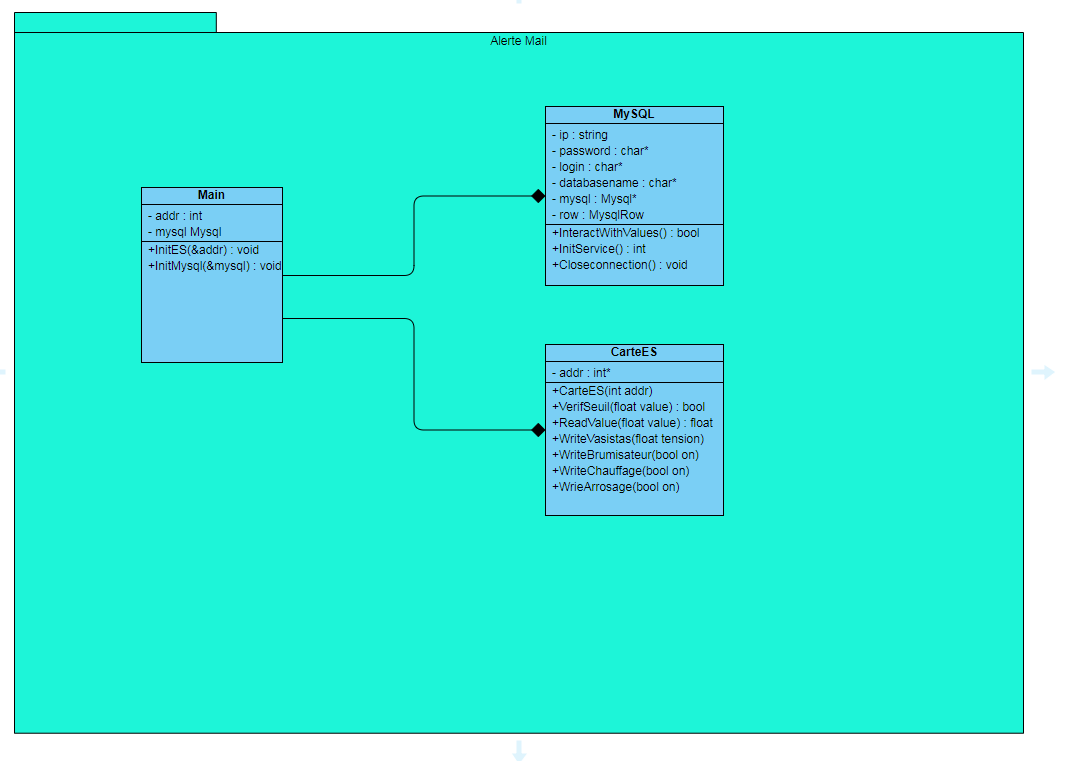 Alerte Mail
Main
- addr : int
- mysql Mysql
+InitES(&addr) : void
+InitMysql(&mysql) : void
MySQL
- ip : string
- password : char*
- login : char*
- databasename : char*
- mysql : Mysql*
- row : MysqlRow
+InteractWithValues() : bool
+InitService() : int
+Closeconnection() : void
CarteES
- addr : int*
+CarteES(int addr)
+VerifSeuil(float value) : bool
+ReadValue(float value) : float
+WriteVasistas(float tension)
+WriteBrumisateur(bool on)
+WriteChauffage(bool on)
+WrieArrosage(bool on)